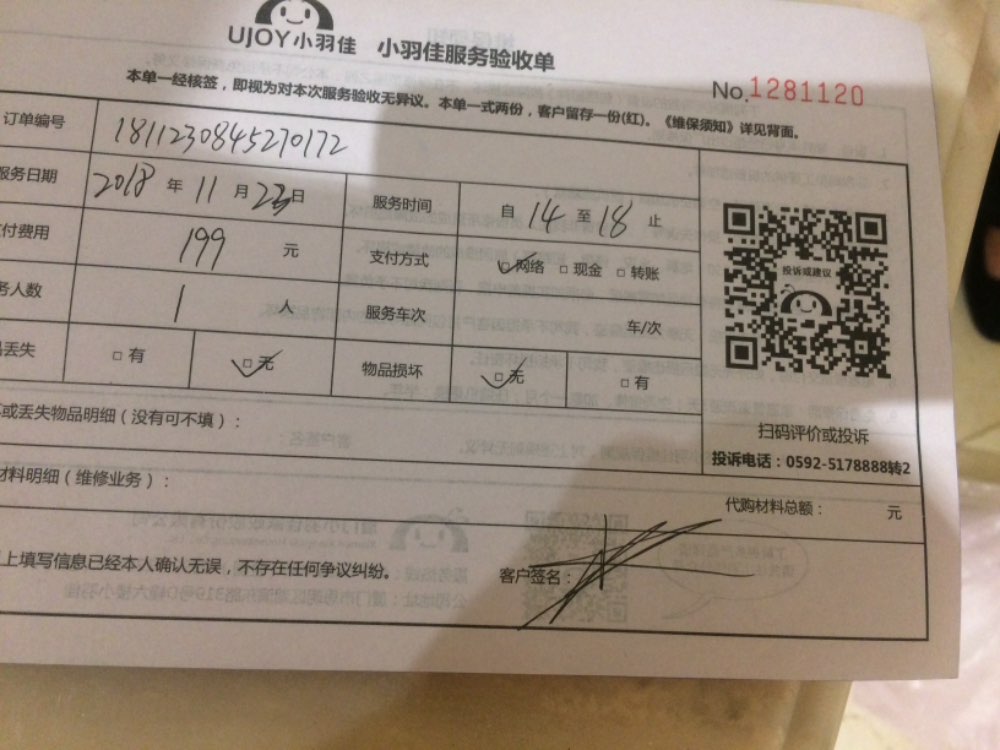 UJOY小羽佳 小羽佳服务验收单
No.1281120
本单一经核签，即视为对本次服务验收无异议。本单一式两份，客户留存一份(红)。《维保须知》详见背面。
订单编号 1811230845270172
服务日期 2018 年 11 月 23 日 服务时间 自 14 至 18 止
付费用 199 元 支付方式 网络 现金 转账
务人数 1 人 服务车次 车/次
丢失 有 无 物品损坏 无 有
投诉或建议
扫码评价或投诉
投诉电话：0592-5178888转2
或丢失物品明细（没有可不填）：
材料明细（维修业务）：
代购材料总额： 元
上填写信息已经本人确认无误，不存在任何争议纠纷。 客户签名：